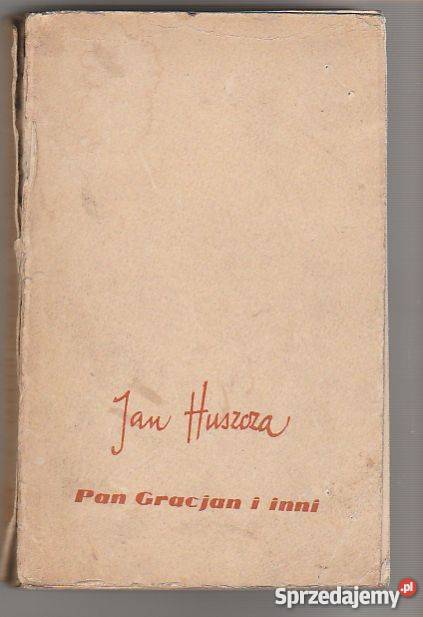 Jan Huszcza
Pan Gracjan i inni
Sprzedajemy.pl